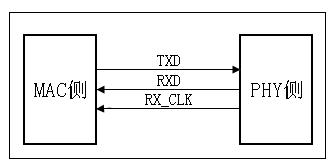 TXD
RXD
RX_CLK
MAC侧
PHY侧